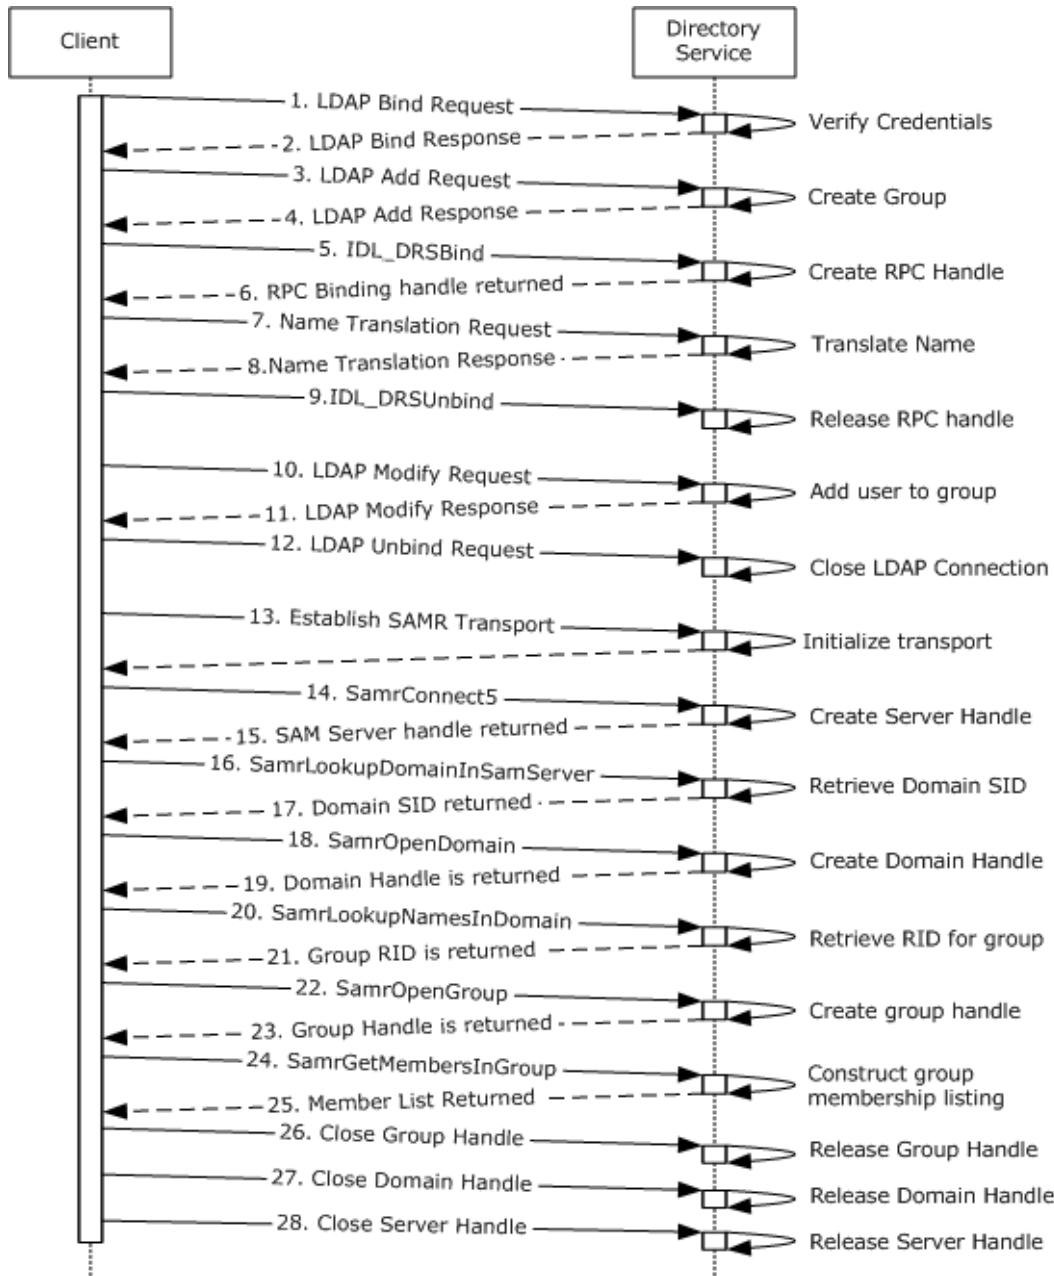 Client
Directory
Service
1. LDAP Bind Request
Verify Credentials
2. LDAP Bind Response
3. LDAP Add Request
Create Group
4. LDAP Add Response
5. IDL_DRSBind
Create RPC Handle
6. RPC Binding handle returned
7. Name Translation Request
Translate Name
8.Name Translation Response
9.IDL_DRSUnbind
Release RPC handle
10. LDAP Modify Request
Add user to group
11. LDAP Modify Response
12. LDAP Unbind Request
Close LDAP Connection
13. Establish SAMR Transport
Initialize transport
14. SamrConnect5
Create Server Handle
15. SAM Server handle returned
16. SamrLookupDomainInSamServer
Retrieve Domain SID
17. Domain SID returned
18. SamrOpenDomain
Create Domain Handle
19. Domain Handle is returned
20. SamrLookupNamesInDomain
Retrieve RID for group
21. Group RID is returned
22. SamrOpenGroup
Create group handle
23. Group Handle is returned
24. SamrGetMembersInGroup
Construct group
membership listing
25. Member List Returned
26. Close Group Handle
Release Group Handle
27. Close Domain Handle
Release Domain Handle
28. Close Server Handle
Release Server Handle